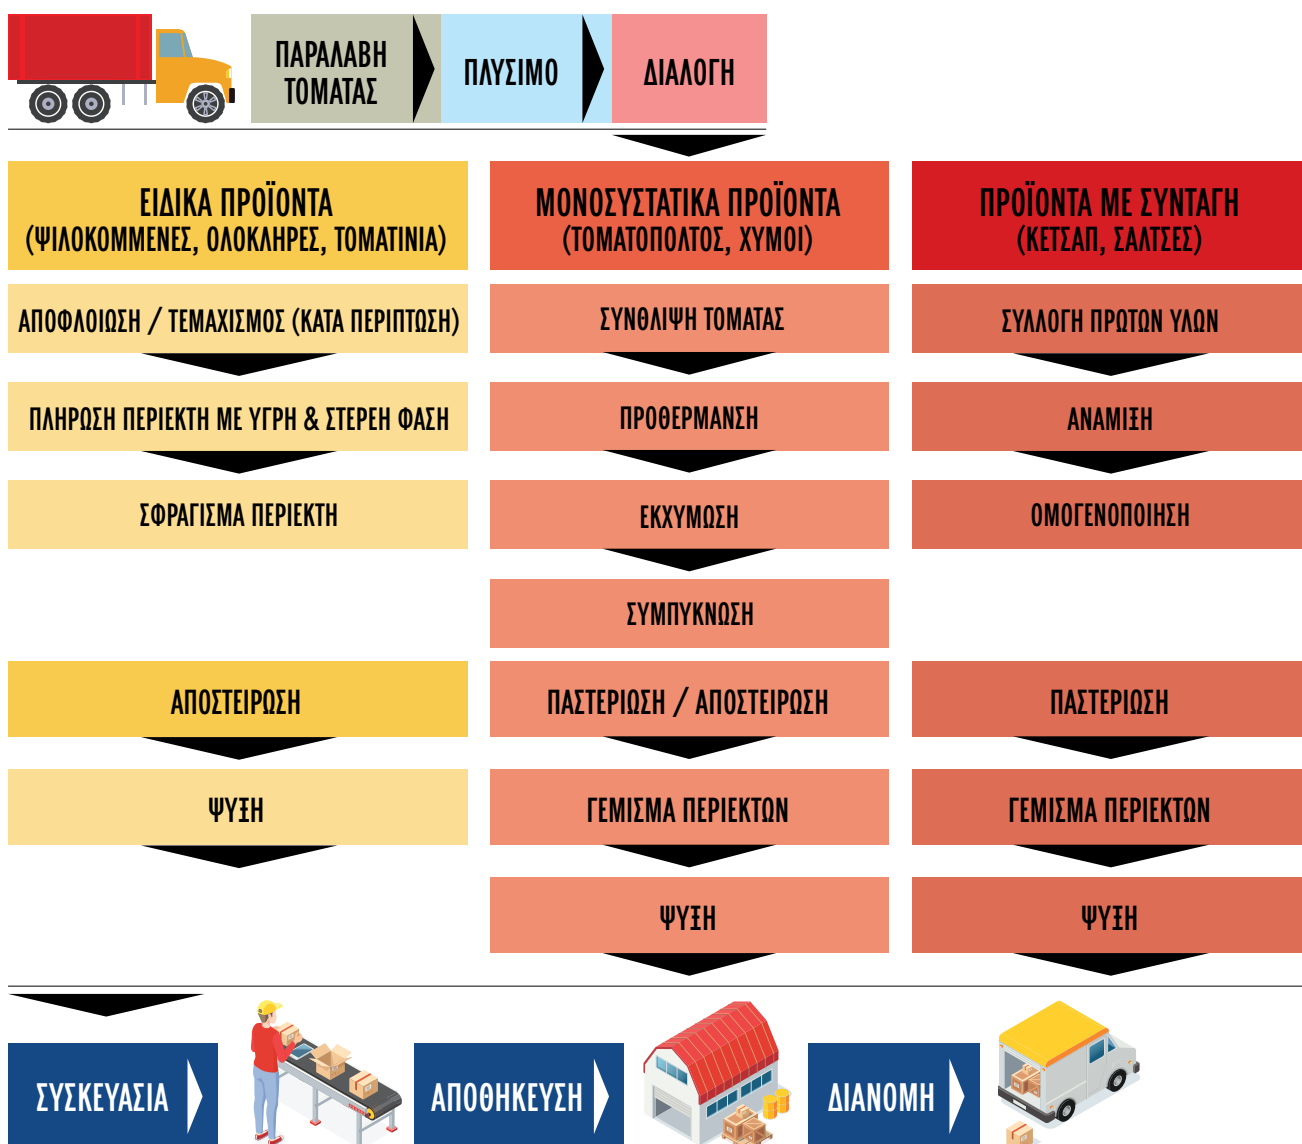 ΠΑΡΑΛΑΒΗ
ΤΟΜΑΤΑΣ
ΠΛΥΣΙΜΟ
ΔΙΑΛΟΓΗ
ΕΙΔΙΚΑ ΠΡΟΪΟΝΤΑ
(ΨΙΛΟΚΟΜΜΕΝΕΣ, ΟΛΟΚΛΗΡΕΣ, ΤΟΜΑΤΙΝΙΑ)
ΑΠΟΦΛΟΙΩΣΗ / ΤΕΜΑΧΙΣΜΟΣ (ΚΑΤΑ ΠΕΡΙΠΤΩΣΗ)
ΠΛΗΡΩΣΗ ΠΕΡΙΕΚΤΗ ΜΕ ΥΓΡΗ & ΣΤΕΡΕΗ ΦΑΣΗ
ΣΦΡΑΓΙΣΜΑ ΠΕΡΙΕΚΤΗ
ΑΠΟΣΤΕΙΡΩΣΗ
ΨΥΞΗ
ΜΟΝΟΣΥΣΤΑΤΙΚΑ ΠΡΟΪΟΝΤΑ
(ΤΟΜΑΤΟΠΟΛΤΟΣ, ΧΥΜΟΙ)
ΣΥΝΘΛΙΨΗ ΤΟΜΑΤΑΣ
ΠΡΟΘΕΡΜΑΝΣΗ
ΕΚΧΥΜΩΣΗ
ΣΥΜΠΥΚΝΩΣΗ
ΠΑΣΤΕΡΙΩΣΗ / ΑΠΟΣΤΕΙΡΩΣΗ
ΓΕΜΙΣΜΑ ΠΕΡΙΕΚΤΩΝ
ΨΥΞΗ
ΠΡΟΪΟΝΤΑ ΜΕ ΣΥΝΤΑΓΗ
(ΚΕΤΣΑΠ, ΣΑΛΤΣΕΣ)
ΣΥΛΛΟΓΗ ΠΡΩΤΩΝ ΥΛΩΝ
ΑΝΑΜΙΞΗ
ΟΜΟΓΕΝΟΠΟΙΗΣΗ
ΠΑΣΤΕΡΙΩΣΗ
ΓΕΜΙΣΜΑ ΠΕΡΙΕΚΤΩΝ
ΨΥΞΗ
ΣΥΣΚΕΥΑΣΙΑ
ΑΠΟΘΗΚΕΥΣΗ
ΔΙΑΝΟΜΗ